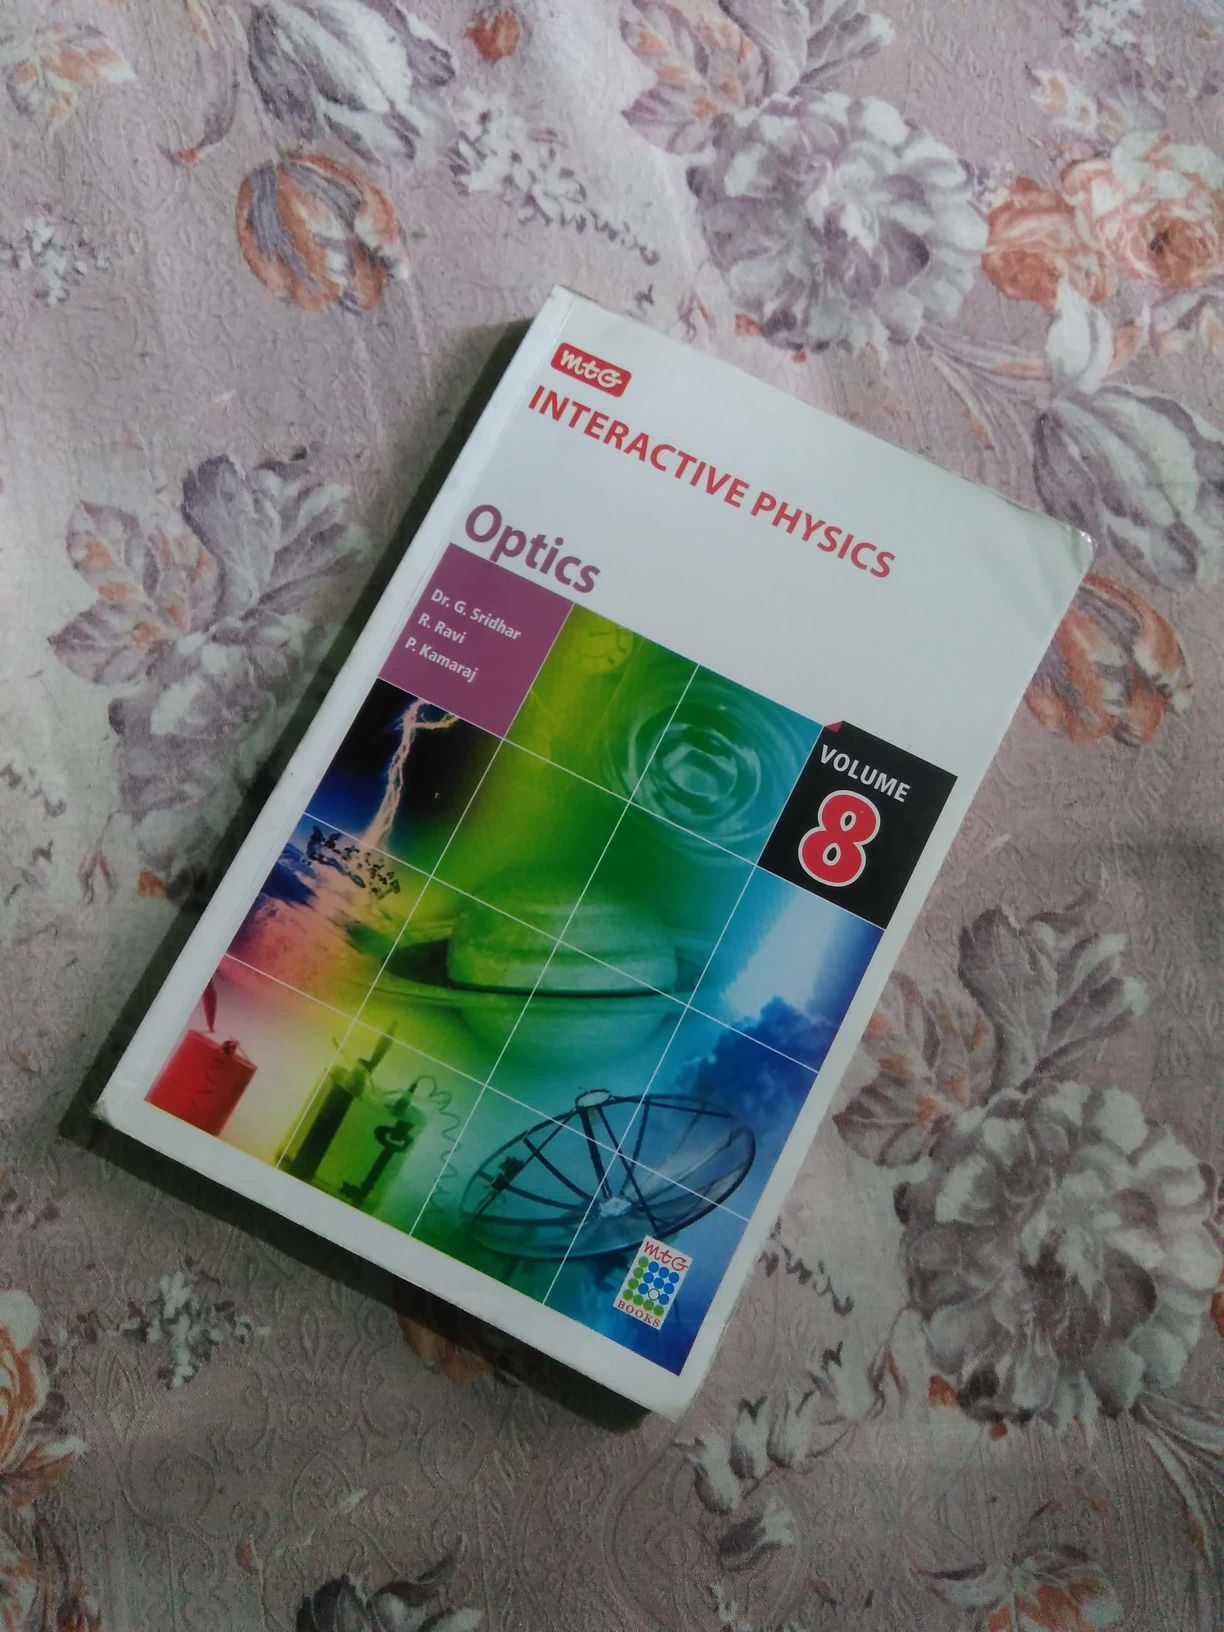 mtG
INTERACTIVE PHYSICS
Optics
Dr. G. Sridhar
R. Ravi
P. Kamaraj
VOLUME
8
mtG
BOOKS